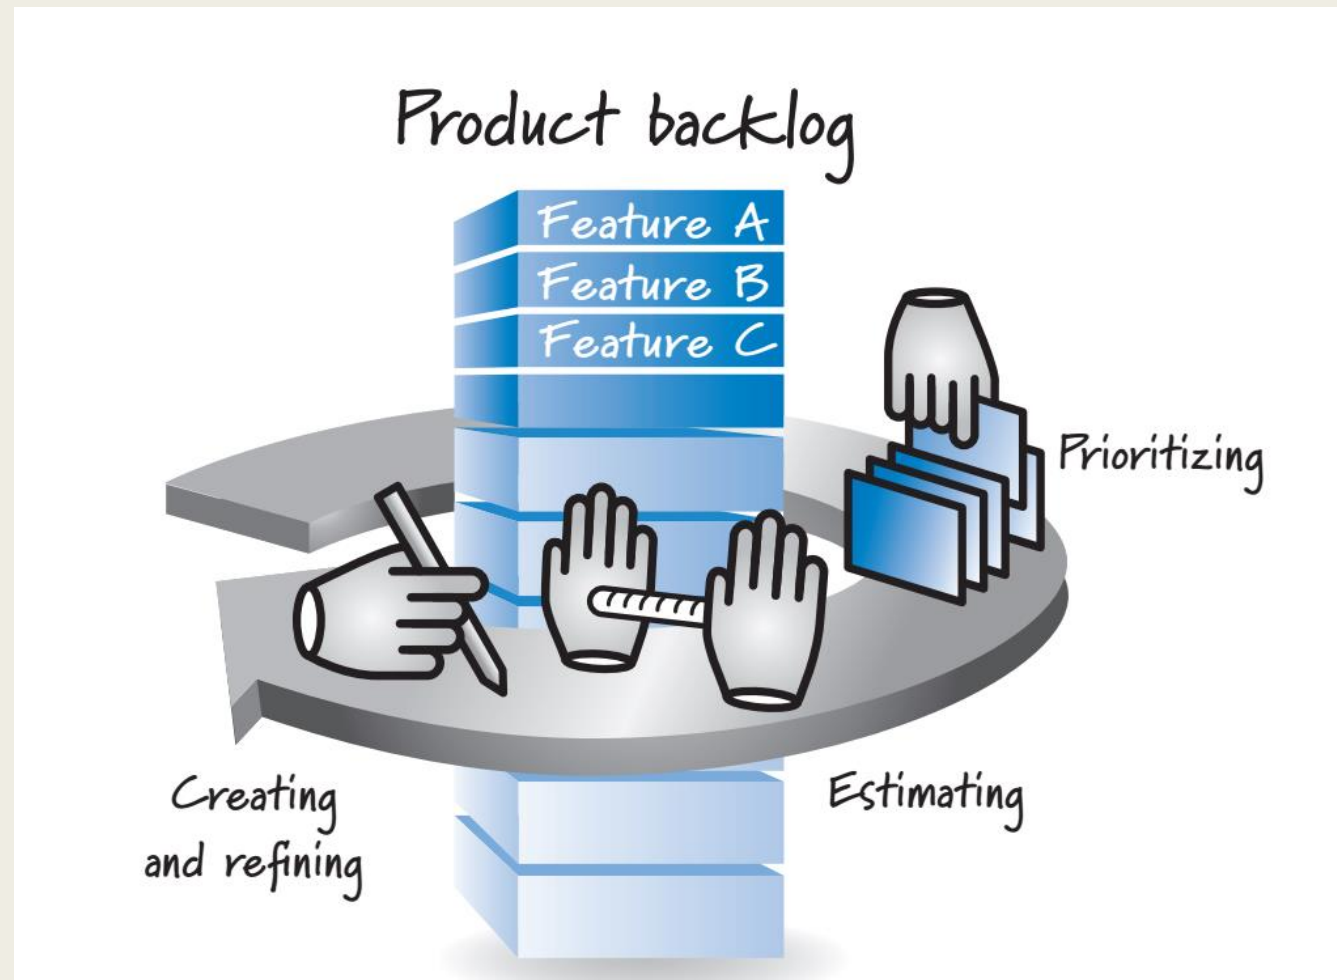 Product backlog
Feature A
Feature B
Feature C
Prioritizing
Creating
and refining
Estimating